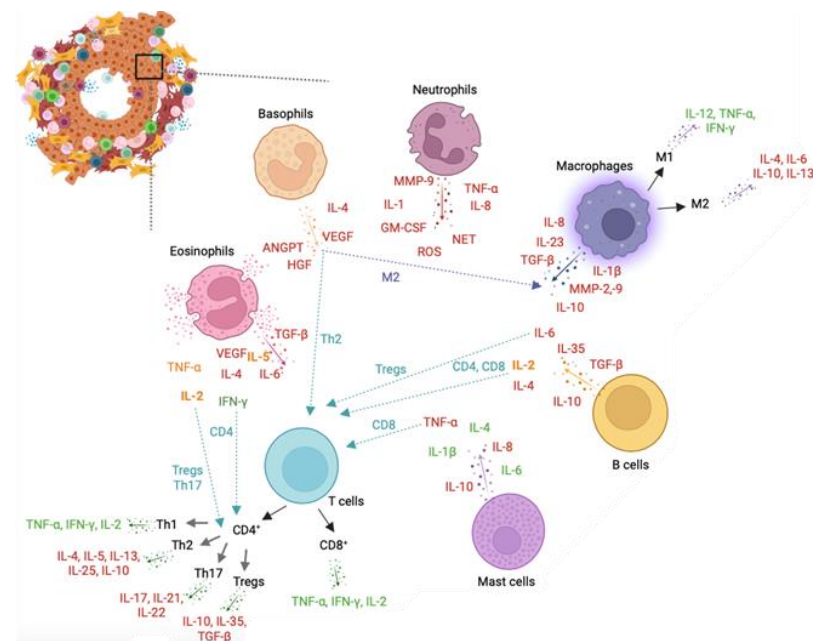 Neutrophils
Basophils
IL-12, TNF-α,
IFN-γ
M1
Macrophages
IL-4, IL-6
IL-10, IL-13
M2
MMP-9
TNF-α
IL-1
IL-8
GM-CSF
NET
ROS
IL-4
VEGF
ANGPT
HGF
IL-8
IL-23
TGF-β
IL-1β
MMP-2,-9
IL-10
M2
Eosinophils
TGF-β
VEGF
IL-5
TNF-α
IL-4
IL-6
IL-2
IFN-γ
Th2
CD4
Tregs
Th17
IL-6
Tregs
CD4, CD8
IL-2
IL-4
IL-35
TGF-β
IL-10
B cells
CD8
TNF-α
IL-4
IL-1β
IL-8
IL-6
IL-10
Mast cells
T cells
TNF-α, IFN-γ, IL-2
Th1
CD4⁺
Th2
CD8⁺
IL-4, IL-5, IL-13,
IL-25, IL-10
Th17
Tregs
IL-17, IL-21,
IL-22
IL-10, IL-35,
TGF-β
TNF-α, IFN-γ, IL-2